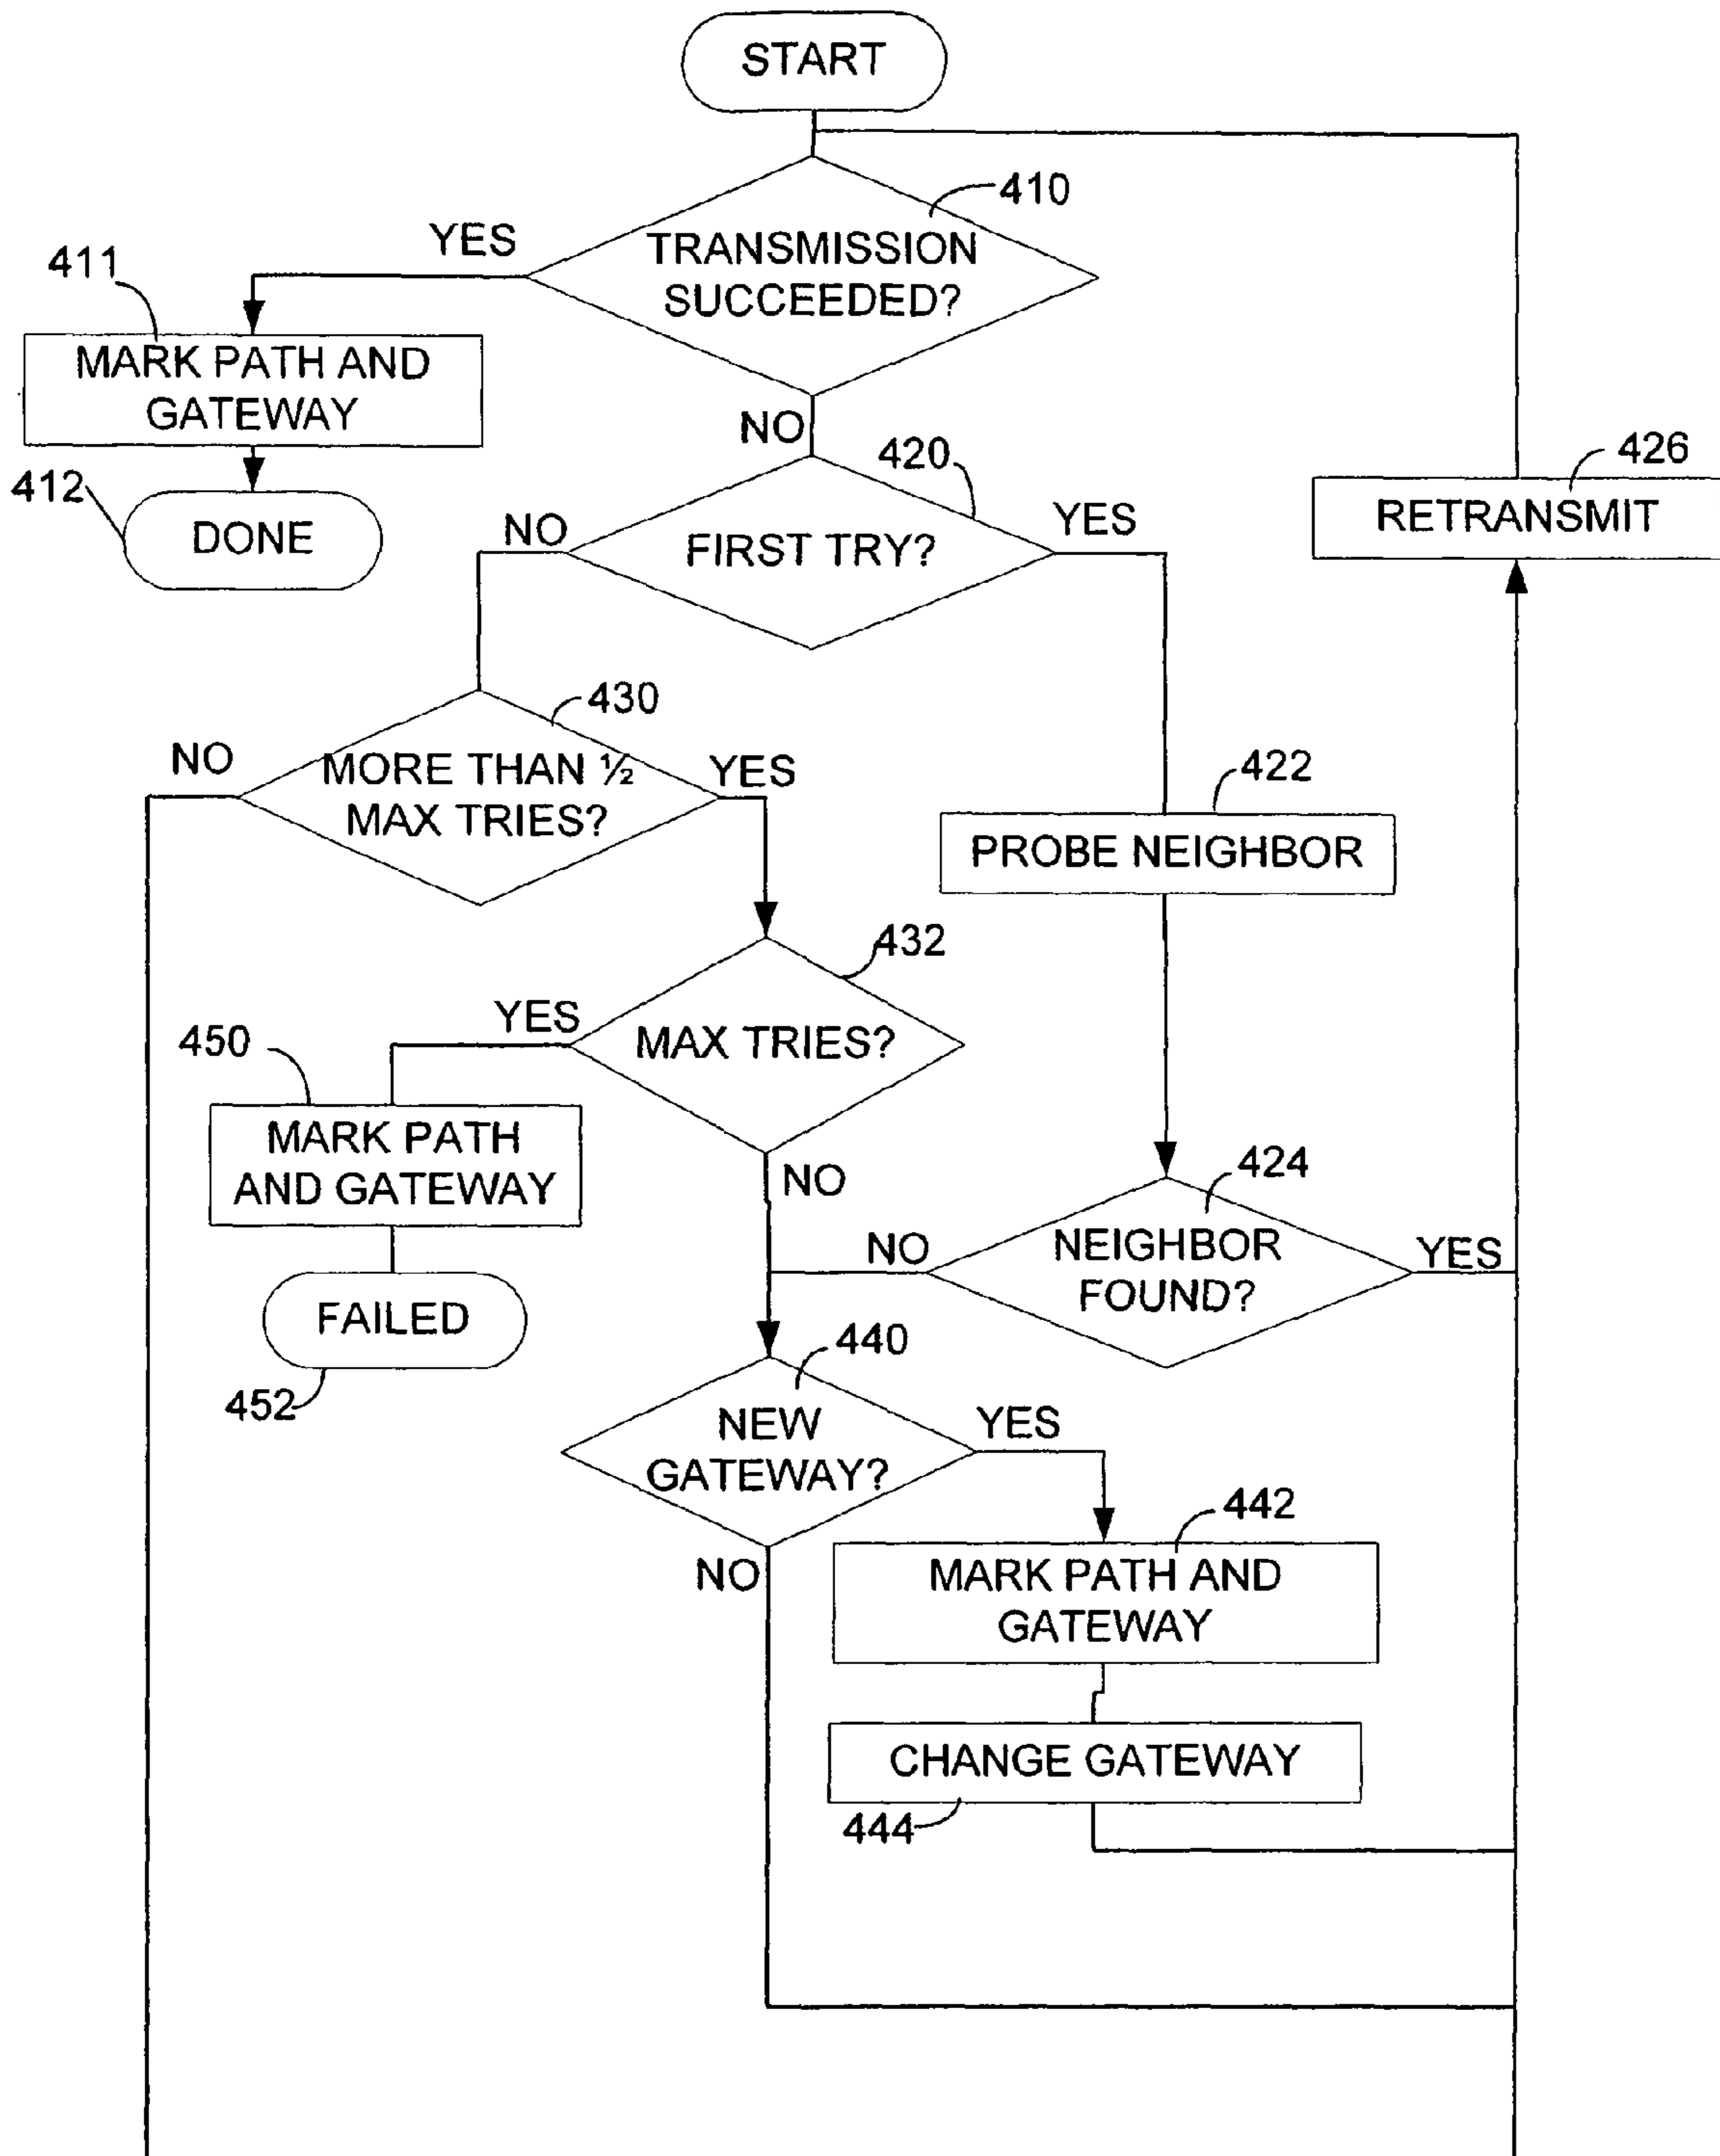 START
410
YES
TRANSMISSION
SUCCEEDED?
411
MARK PATH AND
GATEWAY
NO
412
DONE
420
NO
FIRST TRY?
YES
426
RETRANSMIT
430
NO
MORE THAN ½
MAX TRIES?
YES
422
PROBE NEIGHBOR
432
YES
MAX TRIES?
450
MARK PATH
AND GATEWAY
NO
424
NO
NEIGHBOR
FOUND?
YES
FAILED
452
440
NEW
GATEWAY?
YES
NO
442
MARK PATH AND
GATEWAY
CHANGE GATEWAY
444